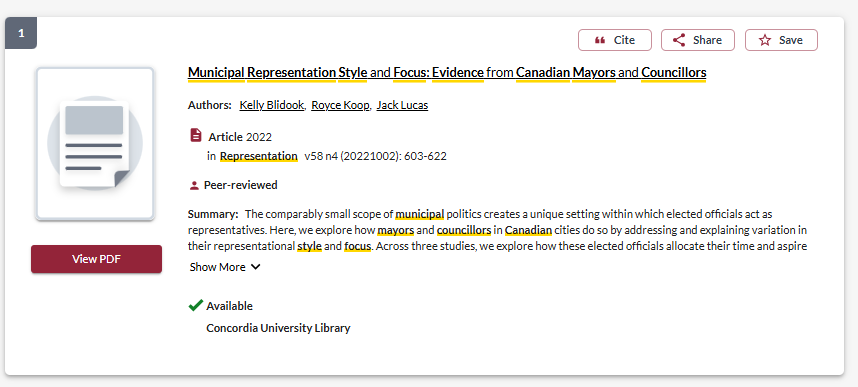 1
Cite
Share
Save
Municipal Representation Style and Focus: Evidence from Canadian Mayors and Councillors
Authors: Kelly Blidook, Royce Koop, Jack Lucas
Article 2022
in Representation v58 n4 (20221002): 603-622
Peer-reviewed
Summary: The comparably small scope of municipal politics creates a unique setting within which elected officials act as
representatives. Here, we explore how mayors and councillors in Canadian cities do so by addressing and explaining variation in
their representational style and focus. Across three studies, we explore how these elected officials allocate their time and aspire
View PDF
Show More
Available
Concordia University Library